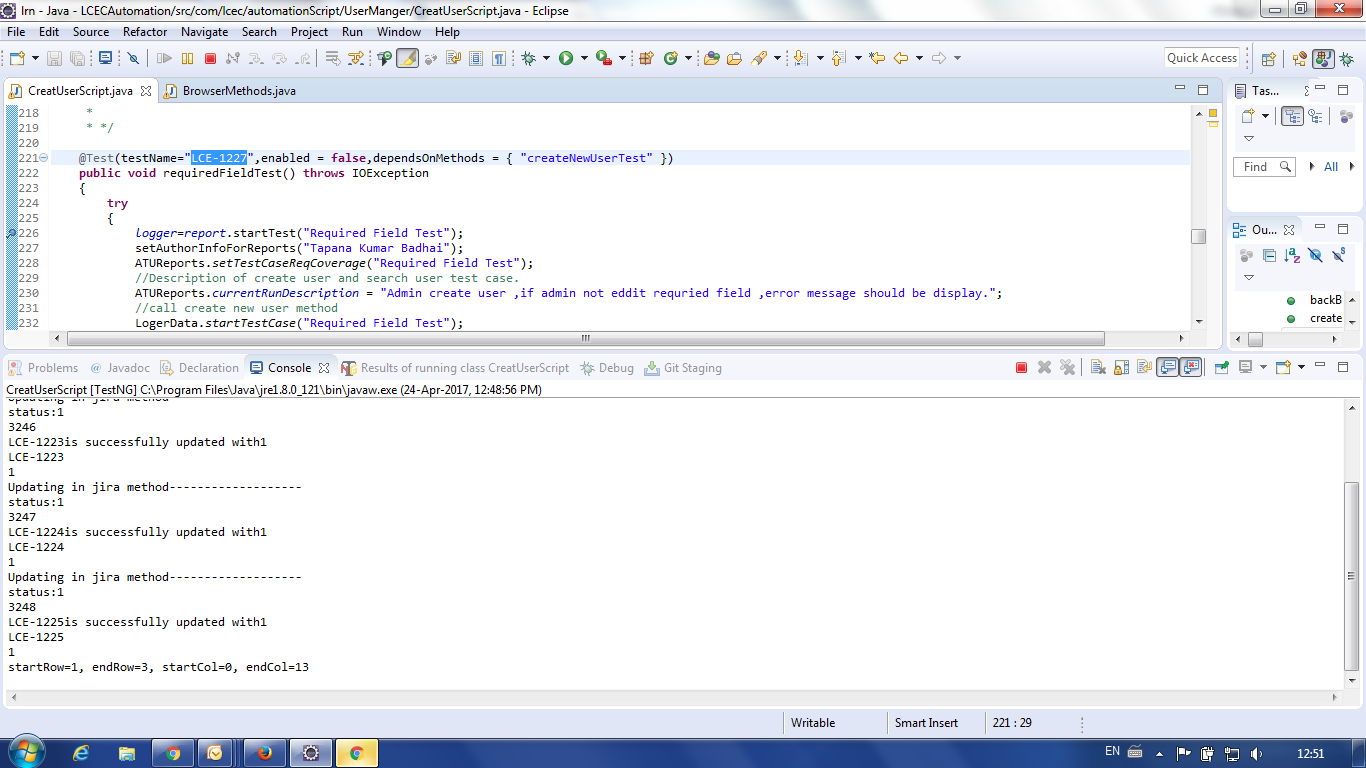 lrn - Java - LCECAutomation/src/com/lcec/automationScript/UserManger/CreatUserScript.java - Eclipse
File Edit Source Refactor Navigate Search Project Run Window Help
Quick Access
CreatUserScript.java BrowserMethods.java Tas...
218 *
219 * */
220
221 @Test(testName="LCE-1227",enabled = false,dependsOnMethods = { "createNewUserTest" })
222 public void requiredFieldTest() throws IOException
223 {
224 try
225 {
226 logger=report.startTest("Required Field Test");
227 setAuthorInfoForReports("Tapana Kumar Badhai");
228 ATUReports.setTestCaseReqCoverage("Required Field Test");
229 //Description of create user and search user test case.
230 ATUReports.currentRunDescription = "Admin create user ,if admin not eddit requried field ,error message should be display.";
231 //call create new user method
232 LogerData.startTestCase("Required Field Test");
Find All
Ou...
backB
create
Problems @ Javadoc Declaration Console Results of running class CreatUserScript Debug Git Staging
CreatUserScript [TestNG] C:\Program Files\Java\jre1.8.0_121\bin\javaw.exe (24-Apr-2017, 12:48:56 PM)
Updating in jira method-------------------
status:1
3246
LCE-1223is successfully updated with1
LCE-1223
1
Updating in jira method-------------------
status:1
3247
LCE-1224is successfully updated with1
LCE-1224
1
Updating in jira method-------------------
status:1
3248
LCE-1225is successfully updated with1
LCE-1225
1
startRow=1, endRow=3, startCol=0, endCol=13
Writable Smart Insert 221 : 29
EN 12:51